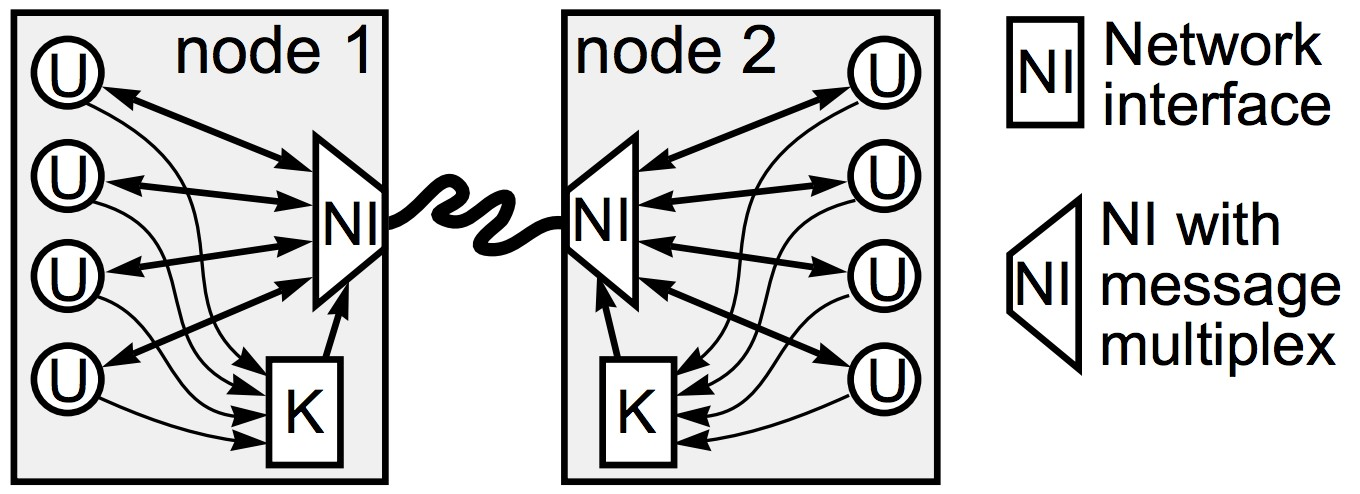 node 1
U
U
U
U
NI
K
node 2
U
U
U
U
NI
K
NI
Network
interface
NI
NI with
message
multiplex